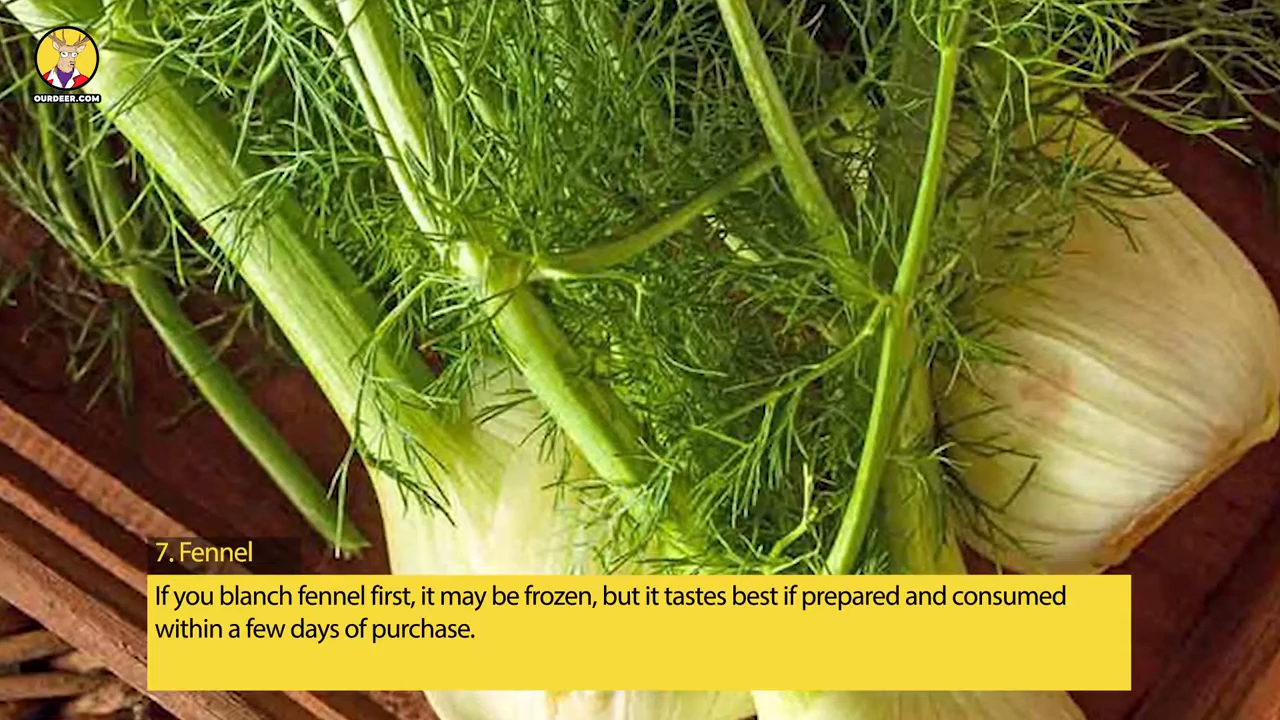 OURDEER.COM
7. Fennel
If you blanch fennel first, it may be frozen, but it tastes best if prepared and consumed
within a few days of purchase.